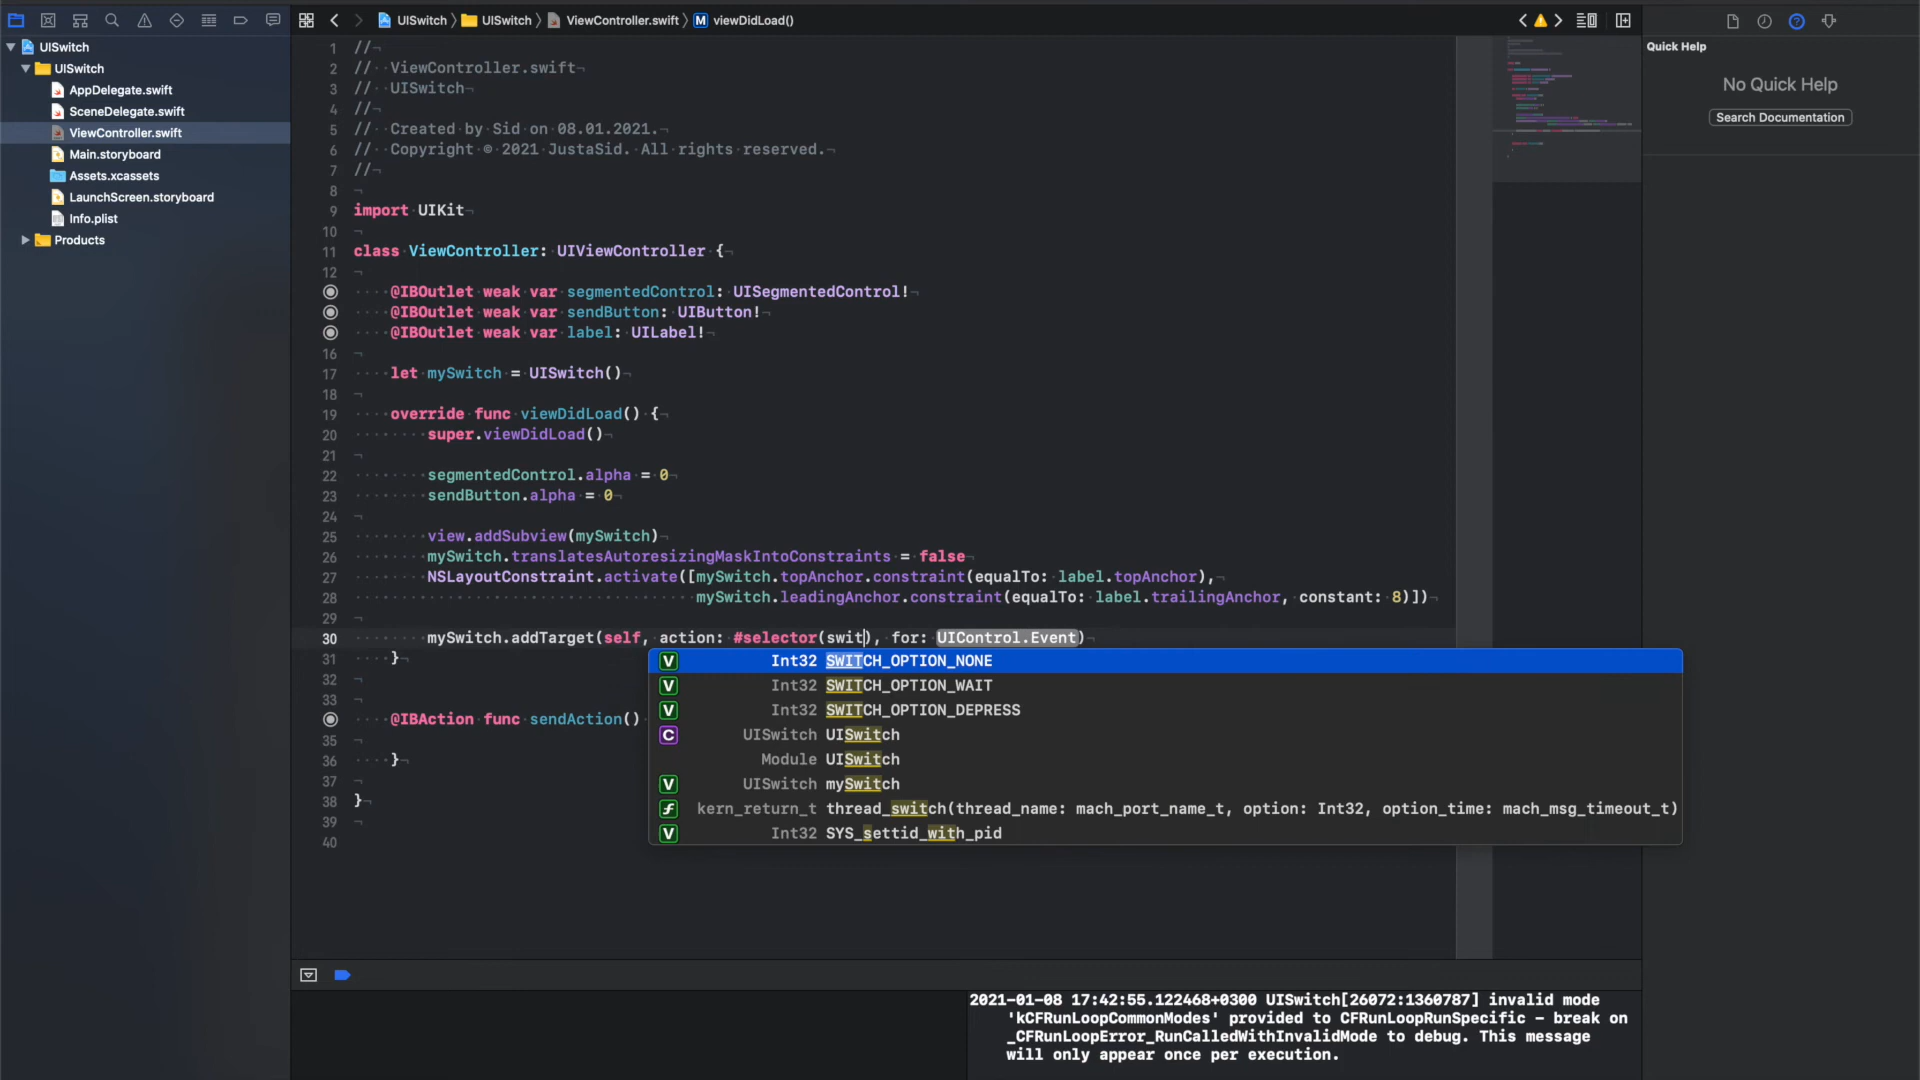 UISwitch
UISwitch
AppDelegate.swift
SceneDelegate.swift
ViewController.swift
Main.storyboard
Assets.xcassets
LaunchScreen.storyboard
Info.plist
Products
UISwitch UISwitch ViewController.swift M viewDidLoad()
1 //
2 // ViewController.swift
3 // UISwitch
4 //
5 // Created by Sid on 08.01.2021.
6 // Copyright © 2021 JustaSid. All rights reserved.
7 //
8
9 import UIKit
10
11 class ViewController: UIViewController {
12
@IBOutlet weak var segmentedControl: UISegmentedControl!
@IBOutlet weak var sendButton: UIButton!
@IBOutlet weak var label: UILabel!
16
17 let mySwitch = UISwitch()
18
19 override func viewDidLoad() {
20 super.viewDidLoad()
21
22 segmentedControl.alpha = 0
23 sendButton.alpha = 0
24
25 view.addSubview(mySwitch)
26 mySwitch.translatesAutoresizingMaskIntoConstraints = false
27 NSLayoutConstraint.activate([mySwitch.topAnchor.constraint(equalTo: label.topAnchor),
28 mySwitch.leadingAnchor.constraint(equalTo: label.trailingAnchor, constant: 8)])
29
30 mySwitch.addTarget(self, action: #selector(swit), for: UIControl.Event)
31 }
32
33
@IBAction func sendAction()
35
36 }
37
38 }
39
40
V Int32 SWITCH_OPTION_NONE
V Int32 SWITCH_OPTION_WAIT
V Int32 SWITCH_OPTION_DEPRESS
C UISwitch UISwitch
Module UISwitch
V UISwitch mySwitch
f kern_return_t thread_switch(thread_name: mach_port_name_t, option: Int32, option_time: mach_msg_timeout_t)
V Int32 SYS_settid_with_pid
Quick Help
No Quick Help
Search Documentation
2021-01-08 17:42:55.122468+0300 UISwitch[26072:1360787] invalid mode
'kCFRunLoopCommonModes' provided to CFRunLoopRunSpecific - break on
_CFRunLoopError_RunCalledWithInvalidMode to debug. This message
will only appear once per execution.